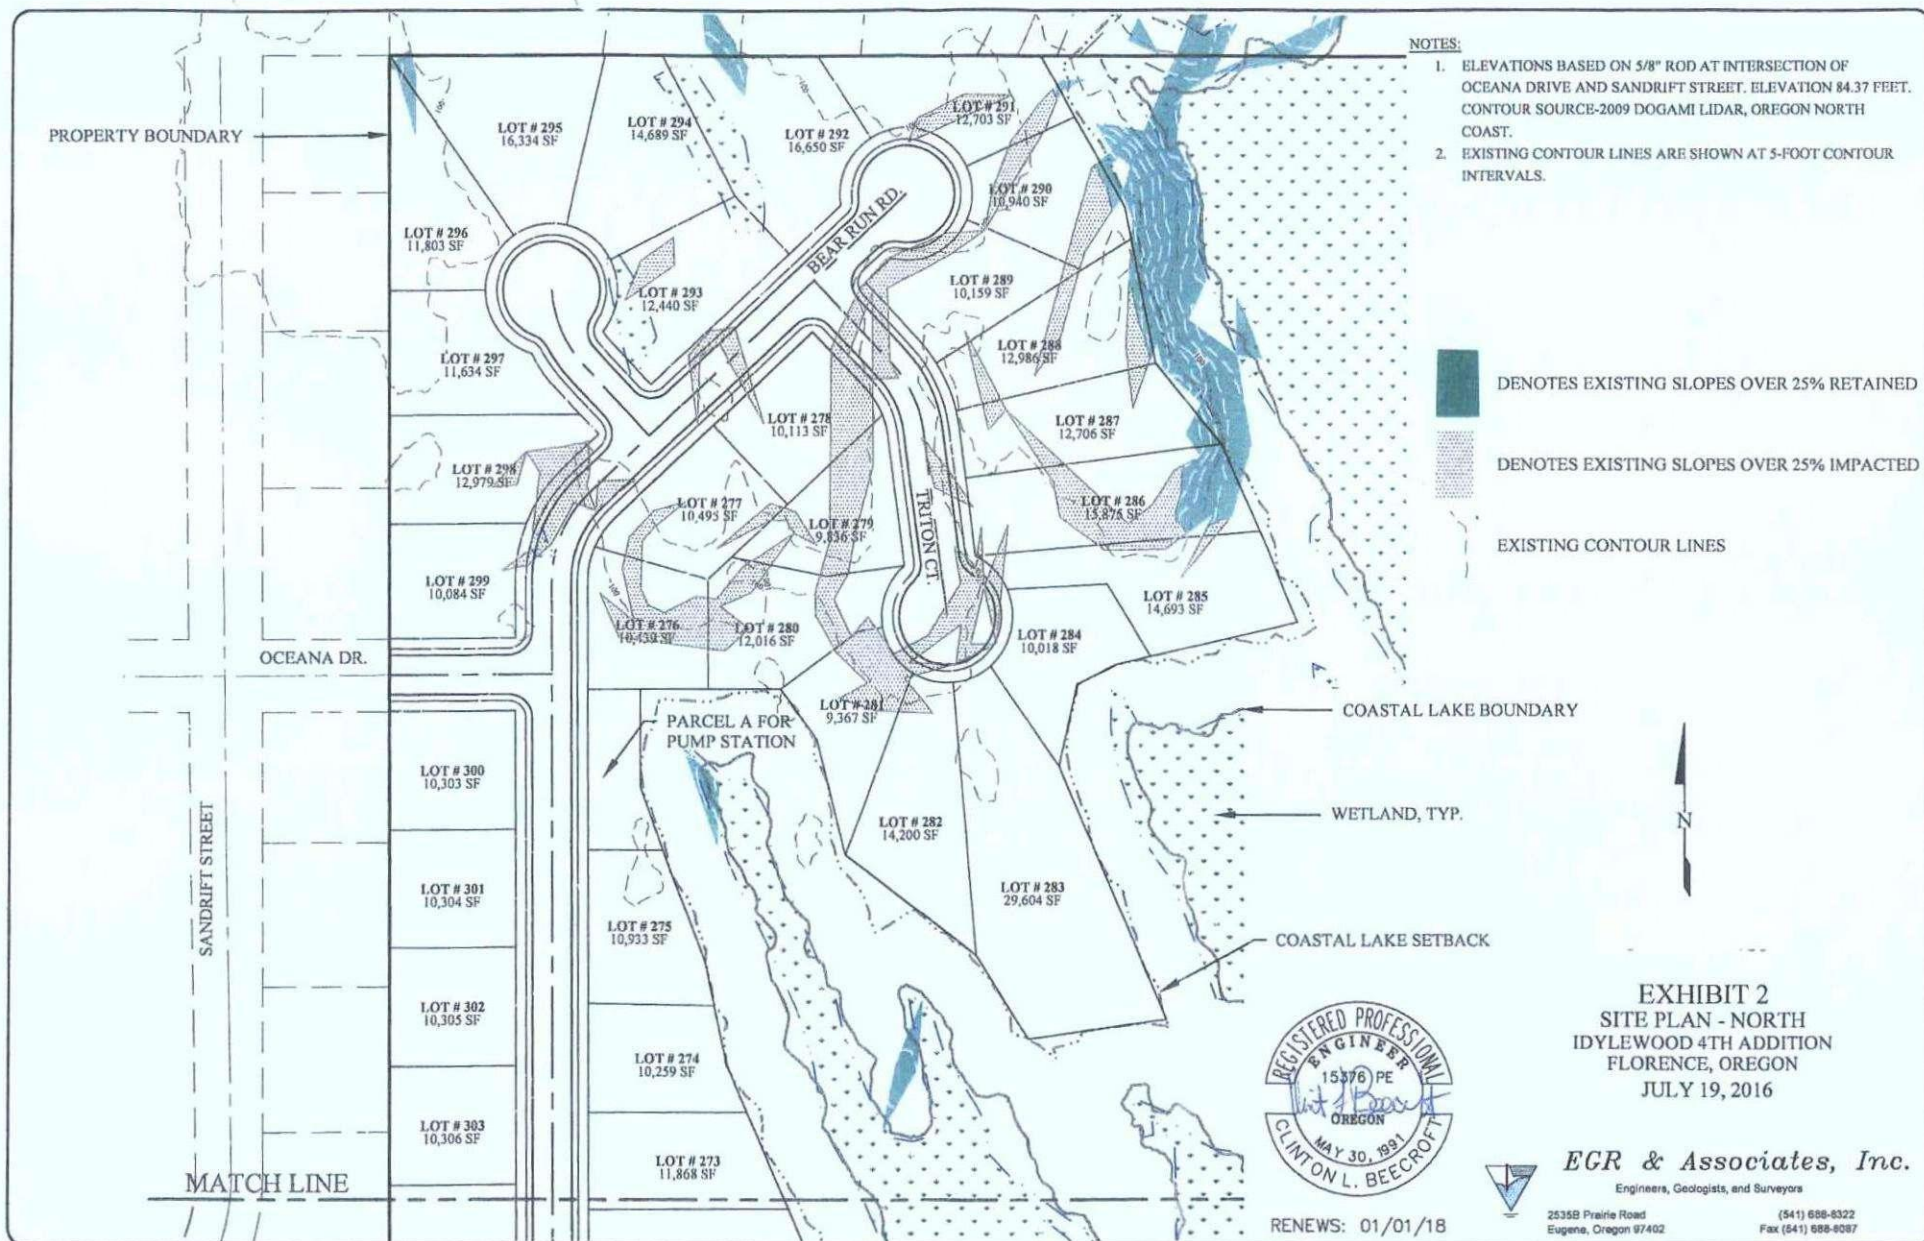 NOTES:
1. ELEVATIONS BASED ON 5/8" ROD AT INTERSECTION OF
OCEANA DRIVE AND SANDRIFT STREET. ELEVATION 84.37 FEET.
CONTOUR SOURCE-2009 DOGAMI LIDAR, OREGON NORTH
COAST.
2. EXISTING CONTOUR LINES ARE SHOWN AT 5-FOOT CONTOUR
INTERVALS.
PROPERTY BOUNDARY
LOT # 295
16,334 SF
LOT # 294
14,689 SF
LOT # 292
16,650 SF
LOT # 291
12,703 SF
LOT # 290
10,940 SF
LOT # 296
11,803 SF
BEAR RUN RD.
LOT # 293
12,440 SF
LOT # 289
10,159 SF
LOT # 297
11,634 SF
LOT # 288
12,986 SF
LOT # 278
10,113 SF
LOT # 287
12,706 SF
LOT # 298
12,979 SF
LOT # 277
10,495 SF
LOT # 279
9,836 SF
LOT # 286
15,875 SF
TRITON CT.
LOT # 299
10,084 SF
LOT # 276
10,439 SF
LOT # 280
12,016 SF
LOT # 285
14,693 SF
LOT # 284
10,018 SF
100
100
100
100
OCEANA DR.
LOT # 281
9,367 SF
PARCEL A FOR
PUMP STATION
LOT # 300
10,303 SF
LOT # 282
14,200 SF
LOT # 301
10,304 SF
LOT # 283
29,604 SF
LOT # 275
10,933 SF
LOT # 302
10,305 SF
LOT # 274
10,259 SF
LOT # 303
10,306 SF
LOT # 273
11,868 SF
SANDRIFT STREET
MATCH LINE
DENOTES EXISTING SLOPES OVER 25% RETAINED
DENOTES EXISTING SLOPES OVER 25% IMPACTED
EXISTING CONTOUR LINES
COASTAL LAKE BOUNDARY
WETLAND, TYP.
N
COASTAL LAKE SETBACK
EXHIBIT 2
SITE PLAN - NORTH
IDYLEWOOD 4TH ADDITION
FLORENCE, OREGON
JULY 19, 2016
REGISTERED PROFESSIONAL
ENGINEER
15376 PE
OREGON
MAY 30, 1991
CLINTON L. BEECROFT
RENEWS: 01/01/18
EGR & Associates, Inc.
Engineers, Geologists, and Surveyors
2535B Prairie Road (541) 688-8322
Eugene, Oregon 97402 Fax (541) 688-8087